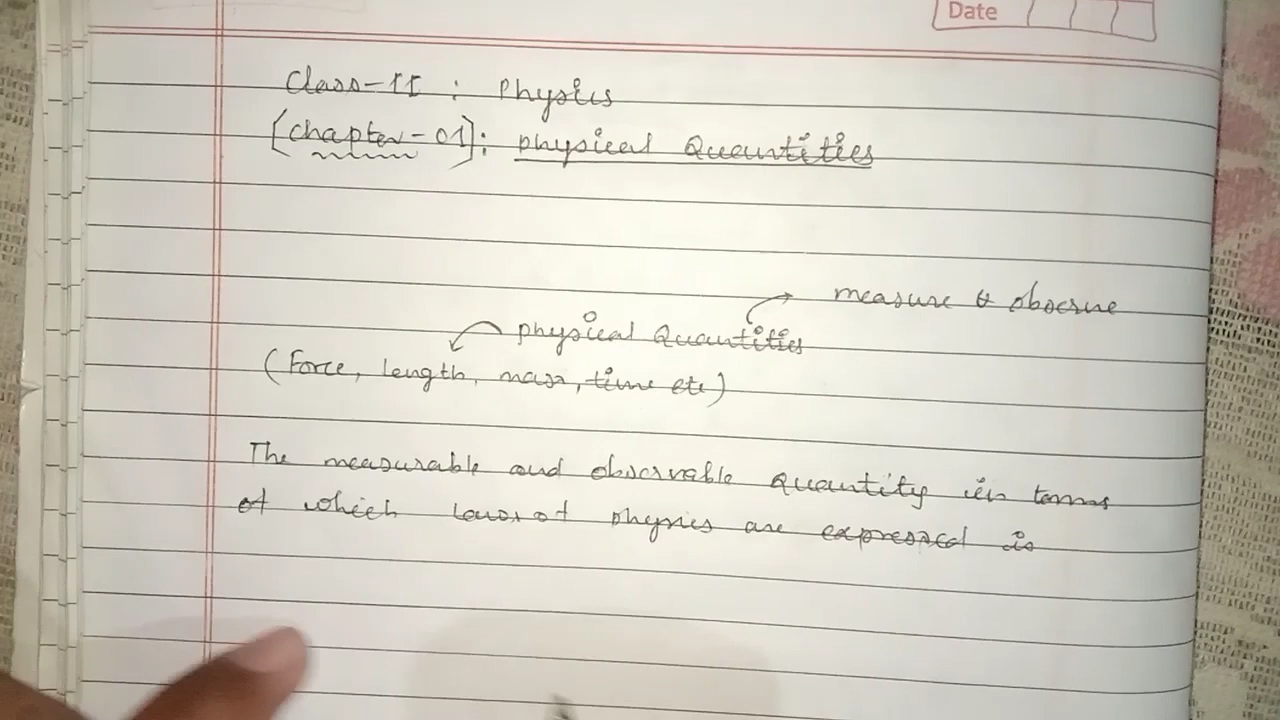 Date
Class-II : Physics
[Chapter-01]: physical Quantities
measure & observe
physical Quantities
(Force, length, mass, time etc)
The measurable and observable Quantity in terms
of which laws of physics are expressed is